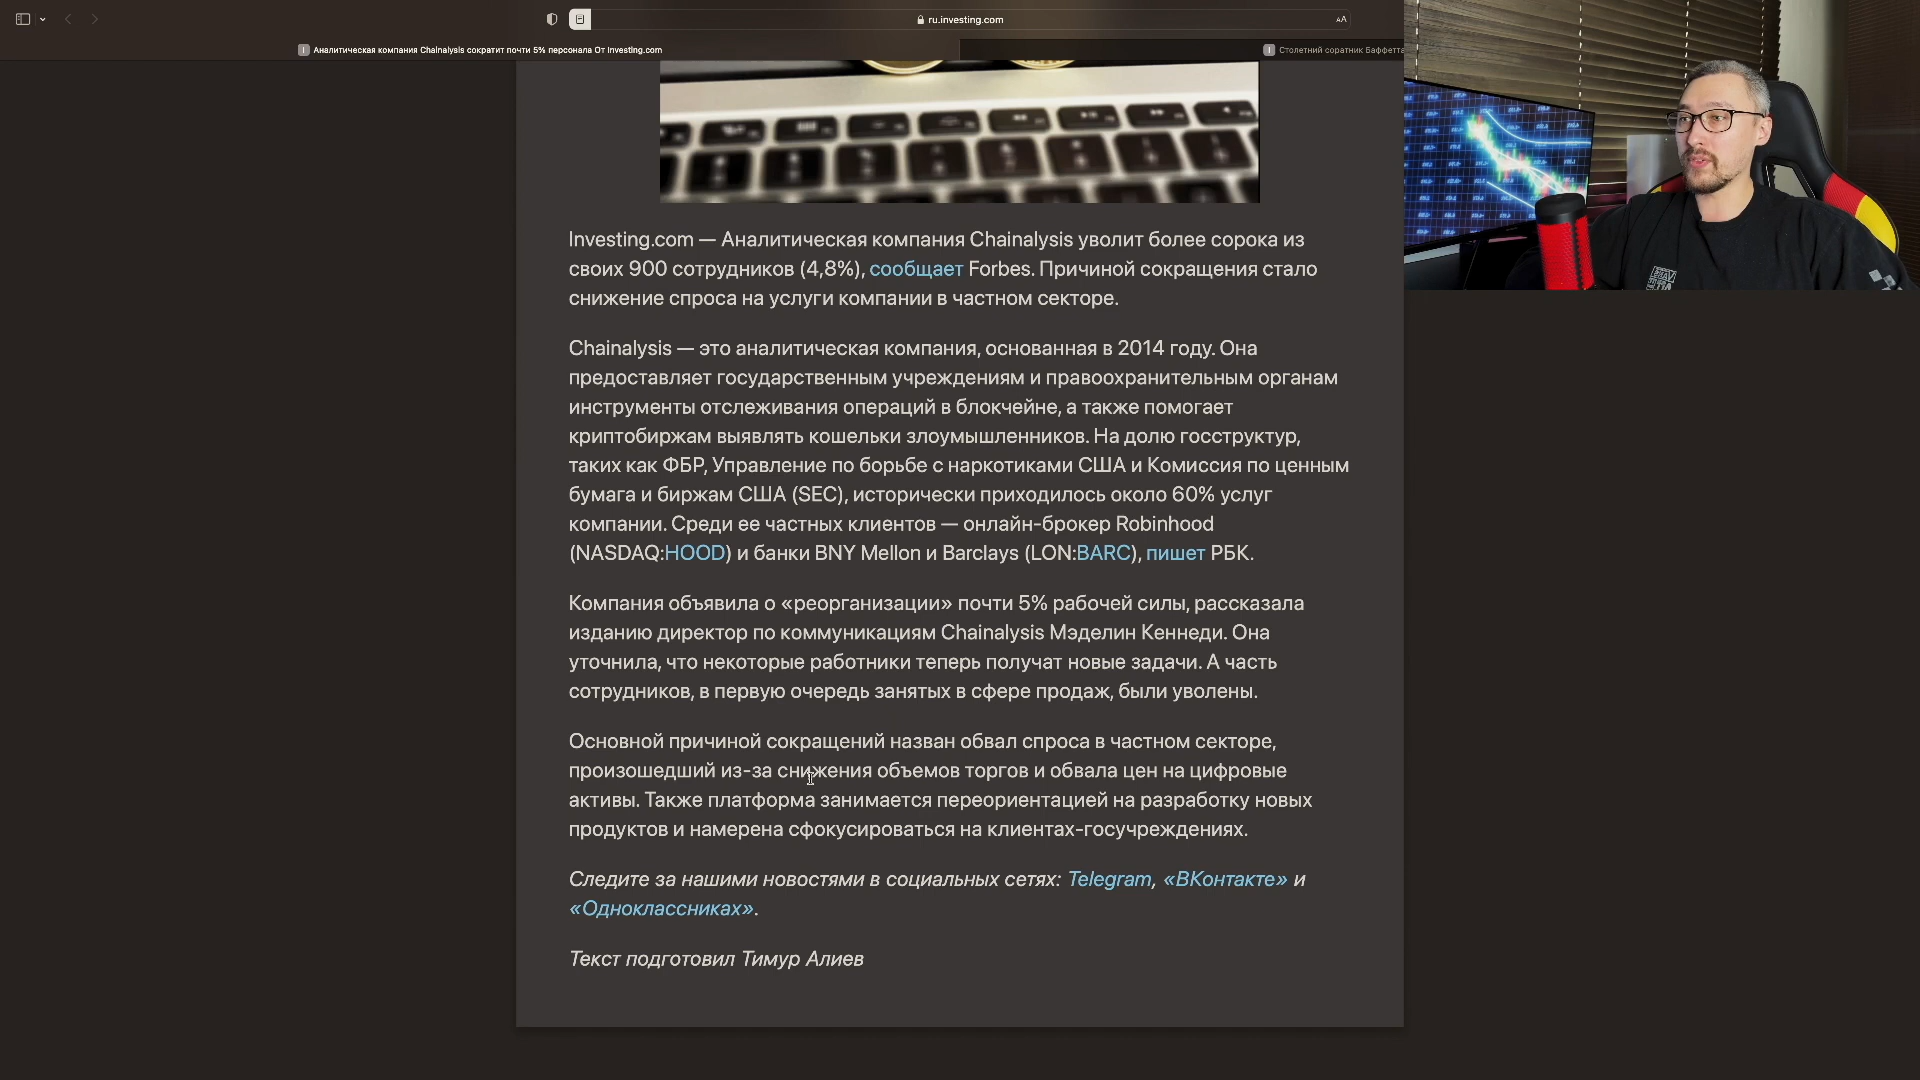 ru.investing.com
Аналитическая компания Chainalysis сократит почти 5% персонала От Investing.com
Столетний соратник Баффетта
Investing.com — Аналитическая компания Chainalysis уволит более сорока из
своих 900 сотрудников (4,8%), сообщает Forbes. Причиной сокращения стало
снижение спроса на услуги компании в частном секторе.
Chainalysis — это аналитическая компания, основанная в 2014 году. Она
предоставляет государственным учреждениям и правоохранительным органам
инструменты отслеживания операций в блокчейне, а также помогает
криптобиржам выявлять кошельки злоумышленников. На долю госструктур,
таких как ФБР, Управление по борьбе с наркотиками США и Комиссия по ценным
бумага и биржам США (SEC), исторически приходилось около 60% услуг
компании. Среди ее частных клиентов — онлайн-брокер Robinhood
(NASDAQ:HOOD) и банки BNY Mellon и Barclays (LON:BARC), пишет РБК.
Компания объявила о «реорганизации» почти 5% рабочей силы, рассказала
изданию директор по коммуникациям Chainalysis Мэделин Кеннеди. Она
уточнила, что некоторые работники теперь получат новые задачи. А часть
сотрудников, в первую очередь занятых в сфере продаж, были уволены.
Основной причиной сокращений назван обвал спроса в частном секторе,
произошедший из-за снижения объемов торгов и обвала цен на цифровые
активы. Также платформа занимается переориентацией на разработку новых
продуктов и намерена сфокусироваться на клиентах-госучреждениях.
Следите за нашими новостями в социальных сетях: Telegram, «ВКонтакте» и
«Одноклассниках».
Текст подготовил Тимур Алиев